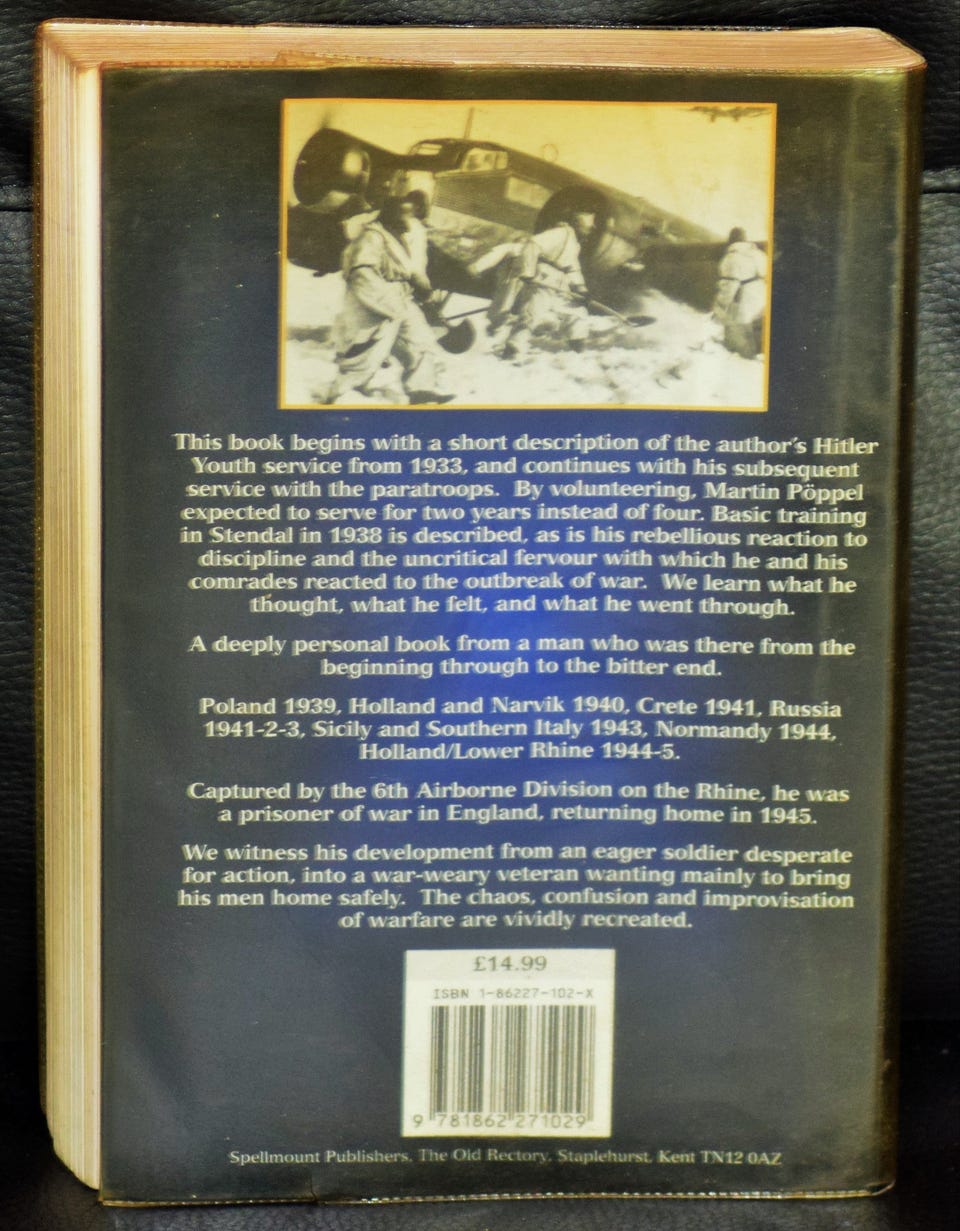 This book begins with a short description of the author's Hitler
Youth service from 1933, and continues with his subsequent
service with the paratroops. By volunteering, Martin Pöppel
expected to serve for two years instead of four. Basic training
in Stendal in 1938 is described, as is his rebellious reaction to
discipline and the uncritical fervour with which he and his
comrades reacted to the outbreak of war. We learn what he
thought, what he felt, and what he went through.
A deeply personal book from a man who was there from the
beginning through to the bitter end.
Poland 1939, Holland and Narvik 1940, Crete 1941, Russia
1941-2-3, Sicily and Southern Italy 1943, Normandy 1944,
Holland/Lower Rhine 1944-5.
Captured by the 6th Airborne Division on the Rhine, he was
a prisoner of war in England, returning home in 1945.
We witness his development from an eager soldier desperate
for action, into a war-weary veteran wanting mainly to bring
his men home safely. The chaos, confusion and improvisation
of warfare are vividly recreated.
£14.99
ISBN 1-86227-102-X
9 781862 271029
Spellmount Publishers, The Old Rectory, Staplehurst, Kent TN12 0AZ